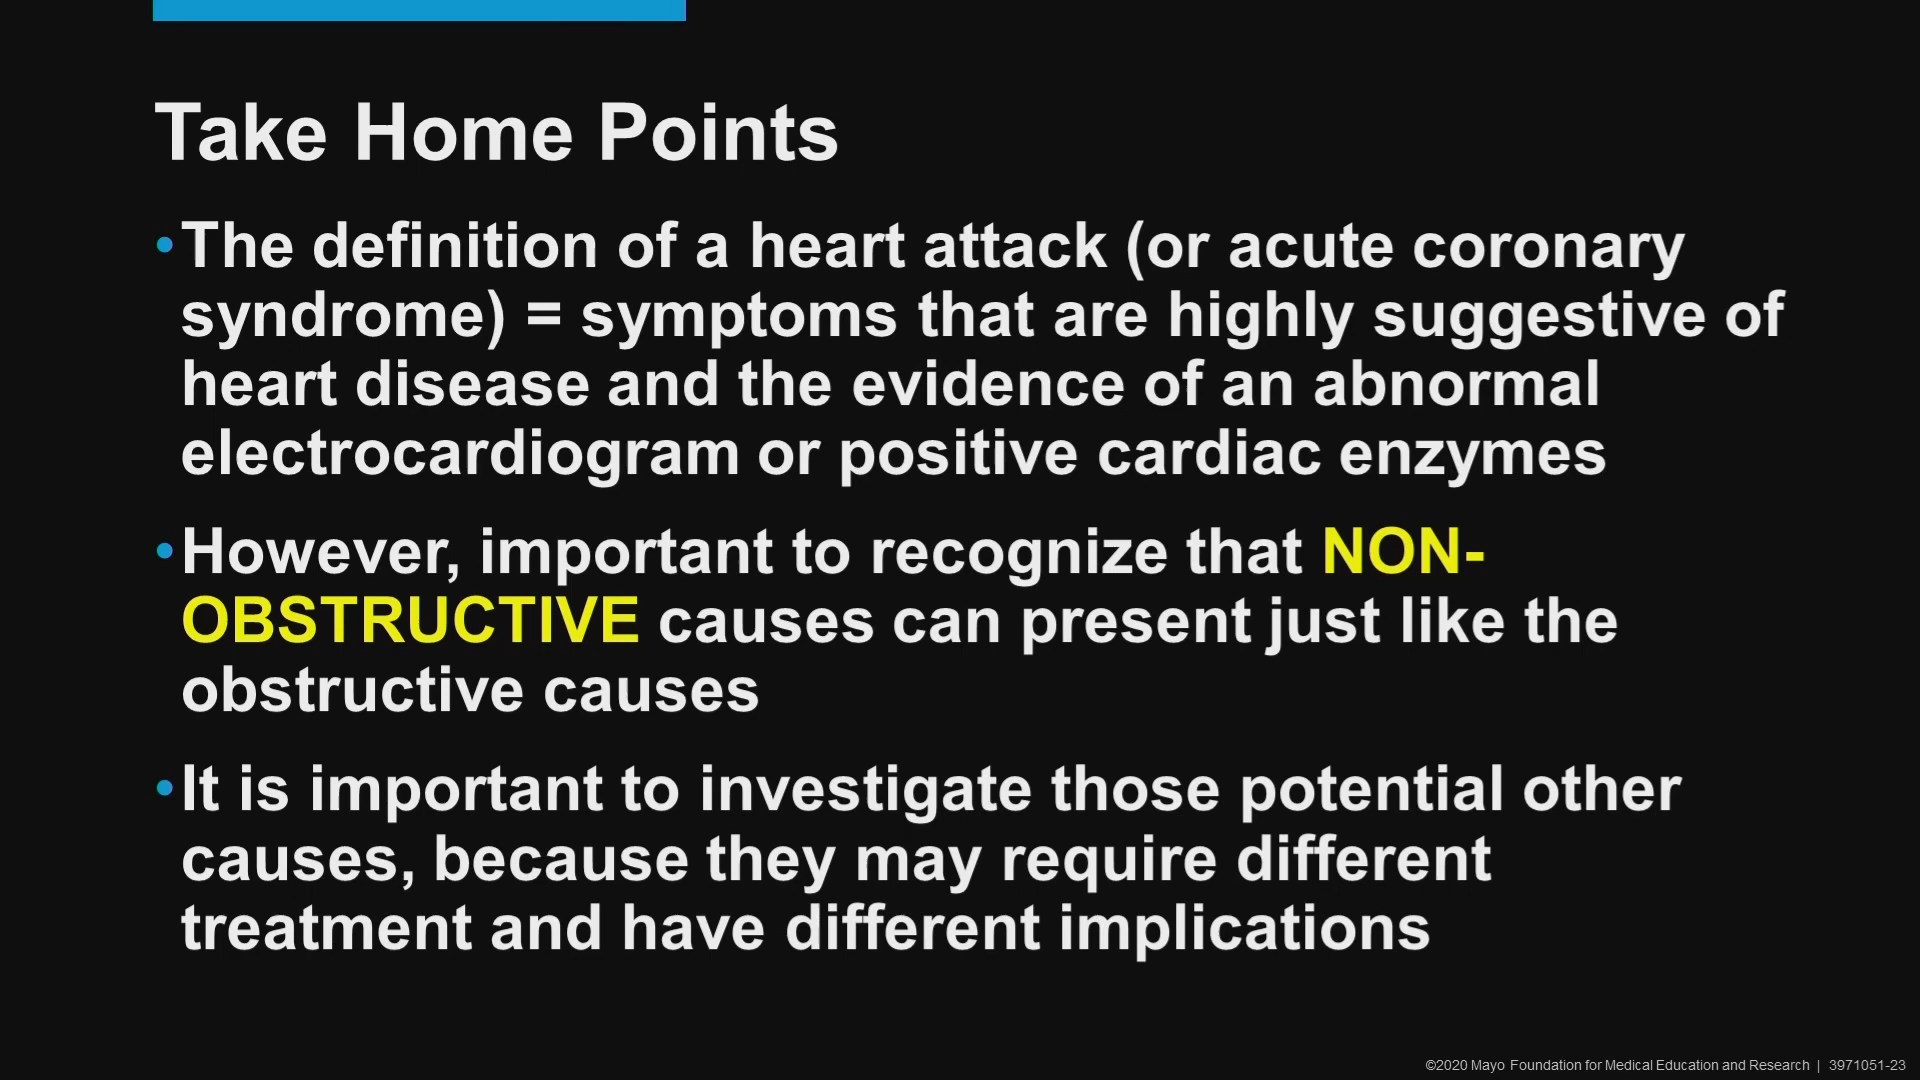 Take Home Points
•The definition of a heart attack (or acute coronary
syndrome) = symptoms that are highly suggestive of
heart disease and the evidence of an abnormal
electrocardiogram or positive cardiac enzymes
•However, important to recognize that NON-
OBSTRUCTIVE causes can present just like the
obstructive causes
•It is important to investigate those potential other
causes, because they may require different
treatment and have different implications
©2020 Mayo Foundation for Medical Education and Research | 3971051-23